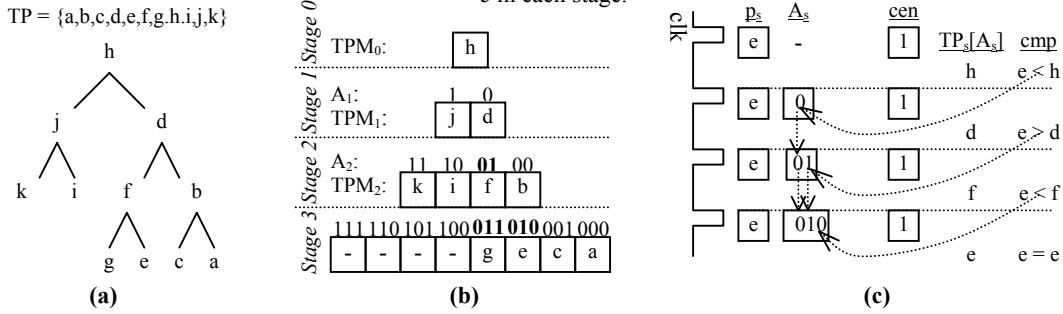 5 in each stage.
TP = {a,b,c,d,e,f,g.h.i,j,k}
h
j d
k i f b
g e c a
(a)
Stage 0
TPM0: h
Stage 1
A1: 1 0
TPM1: j d
Stage 2
A2: 11 10 01 00
TPM2: k i f b
Stage 3
111 110 101 100 011 010 001 000
- - - - g e c a
(b)
clk
ps As cen
e - 1
TPs[As] cmp
h e < h
e 0 1
d e > d
e 01 1
f e < f
e 010 1
e e = e
(c)